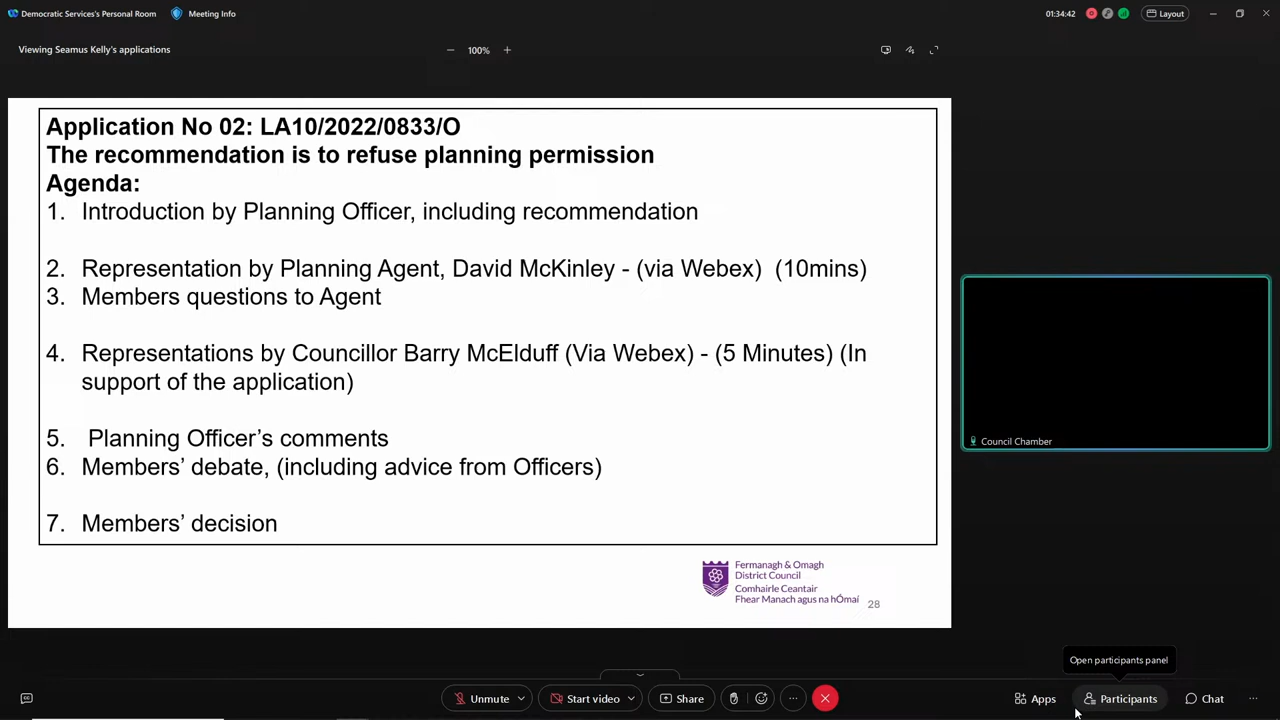 Democratic Services's Personal Room
Meeting Info
01:34:42
Layout
Viewing Seamus Kelly's applications
100%
Application No 02: LA10/2022/0833/O
The recommendation is to refuse planning permission
Agenda:
1. Introduction by Planning Officer, including recommendation
2. Representation by Planning Agent, David McKinley - (via Webex) (10mins)
3. Members questions to Agent
4. Representations by Councillor Barry McElduff (Via Webex) - (5 Minutes) (In
support of the application)
5. Planning Officer’s comments
6. Members’ debate, (including advice from Officers)
7. Members’ decision
Fermanagh & Omagh
District Council
Comhairle Ceantair
Fhear Manach agus na hÓmaí
28
Council Chamber
Open participants panel
Unmute
Start video
Share
Apps
Participants
Chat